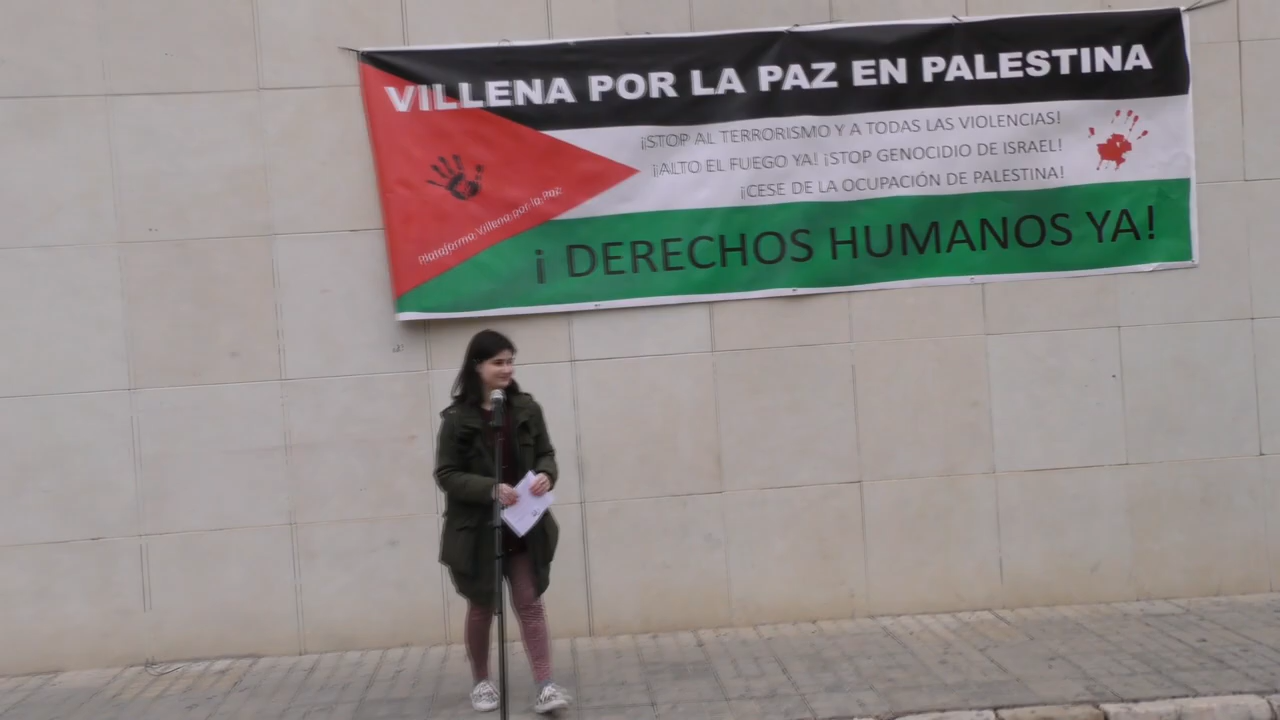 VILLENA POR LA PAZ EN PALESTINA
¡STOP AL TERRORISMO Y A TODAS LAS VIOLENCIAS!
¡ALTO EL FUEGO YA! ¡STOP GENOCIDIO DE ISRAEL!
¡CESE DE LA OCUPACIÓN DE PALESTINA!
Plataforma Villena por la Paz
¡ DERECHOS HUMANOS YA!